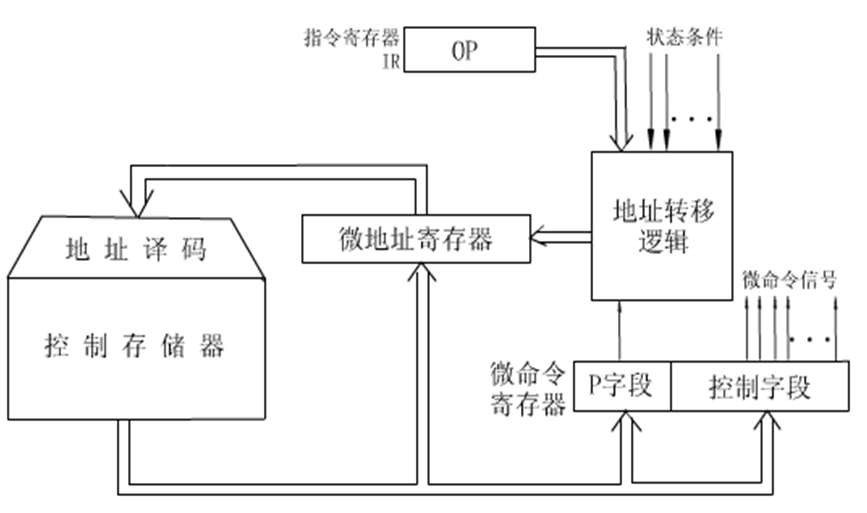 指令寄存器
IR
OP
状态条件
地址转移
逻辑
微地址寄存器
地址译码
控制存储器
微命令信号
微命令
寄存器
P字段
控制字段